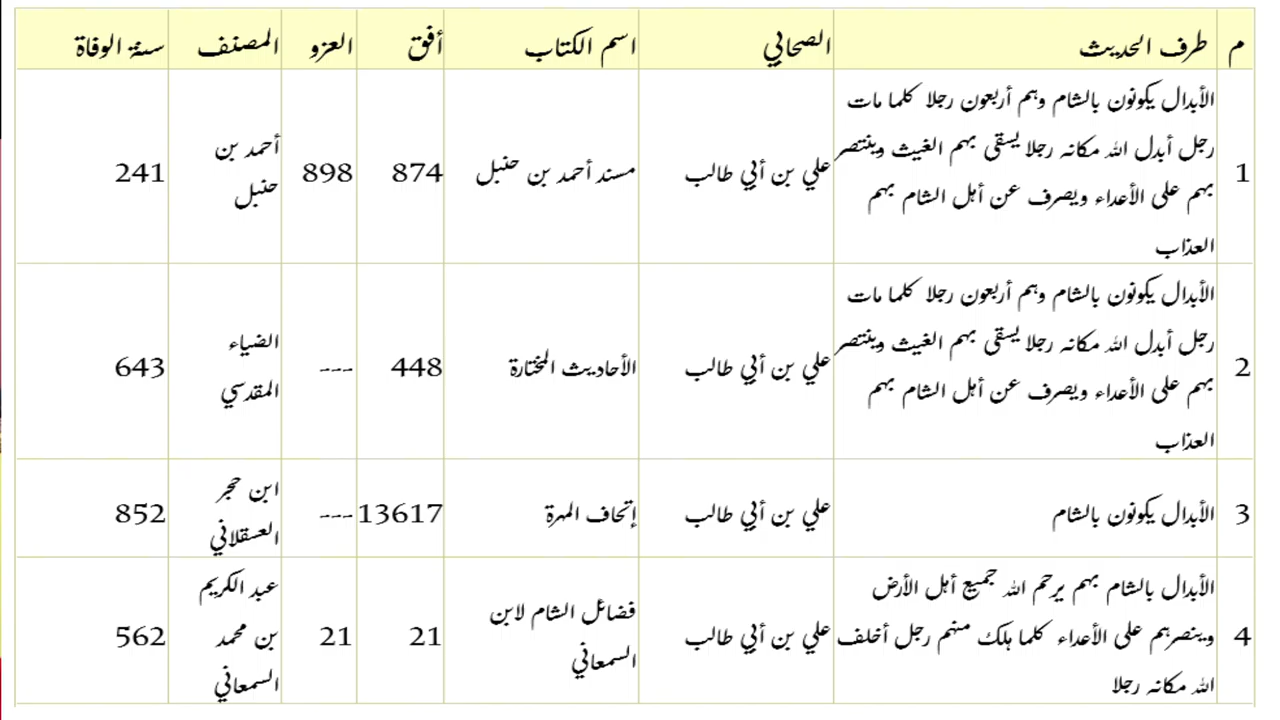 م طرف الحديث الصحابي اسم الكتاب أفق العزو المصنف سنة الوفاة
الأبدال يكونون بالشام وهم أربعون رجلا كلما مات
رجل أبدل الله مكانه رجلا يسقى بهم الغيث وينتصر
بهم على الأعداء ويصرف عن أهل الشام بهم
العذاب
1 علي بن أبي طالب مسند أحمد بن حنبل 874 898 أحمد بن
حنبل
241
الأبدال يكونون بالشام وهم أربعون رجلا كلما مات
رجل أبدل الله مكانه رجلا يسقى بهم الغيث وينتصر
بهم على الأعداء ويصرف عن أهل الشام بهم
العذاب
2 علي بن أبي طالب الأحاديث المختارة 448 --- الضياء
المقدسي
643
3 الأبدال يكونون بالشام علي بن أبي طالب إتحاف المهرة 13617 --- ابن حجر
العسقلاني
852
الأبدال بالشام بهم يرحم الله جميع أهل الأرض
4 وينصرهم على الأعداء كلما هلك منهم رجل أخلف
الله مكانه رجلا
علي بن أبي طالب
فضائل الشام لابن
السمعاني
21 21
عبد الكريم
بن محمد
السمعاني
562